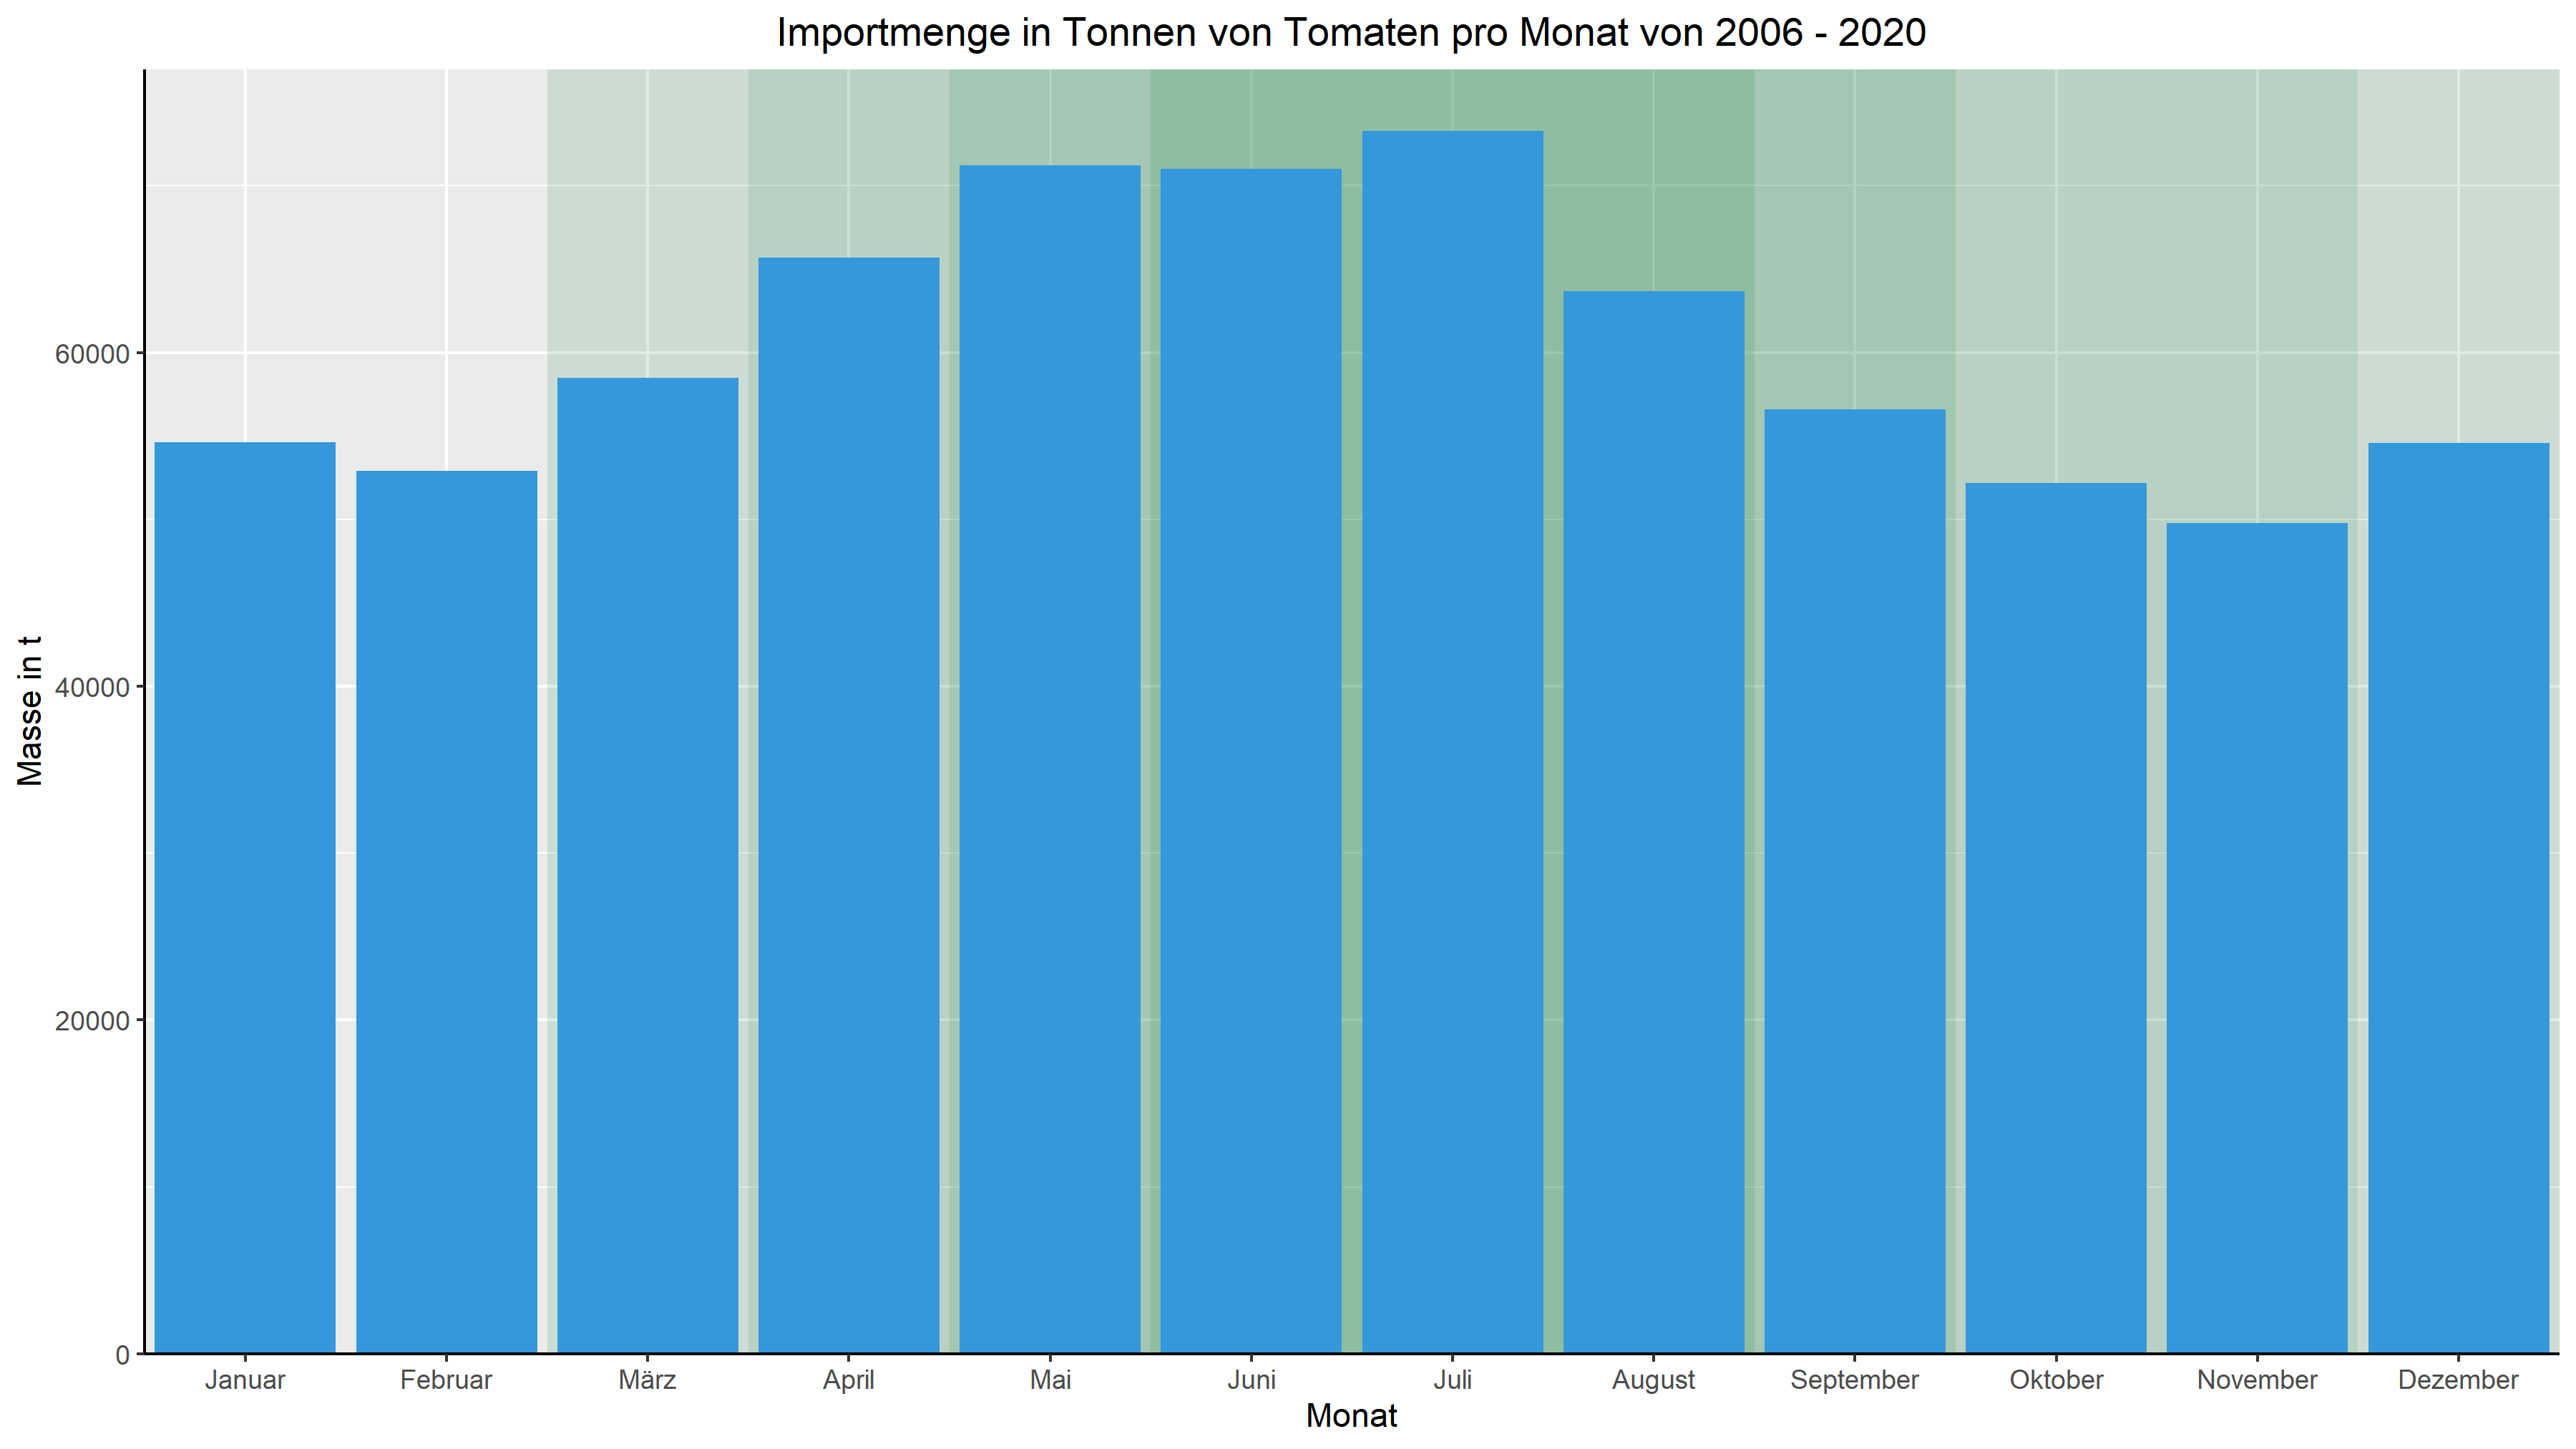 Importmenge in Tonnen von Tomaten pro Monat von 2006 - 2020
Masse in t
60000
40000
20000
0
Januar Februar März April Mai Juni Juli August September Oktober November Dezember
Monat